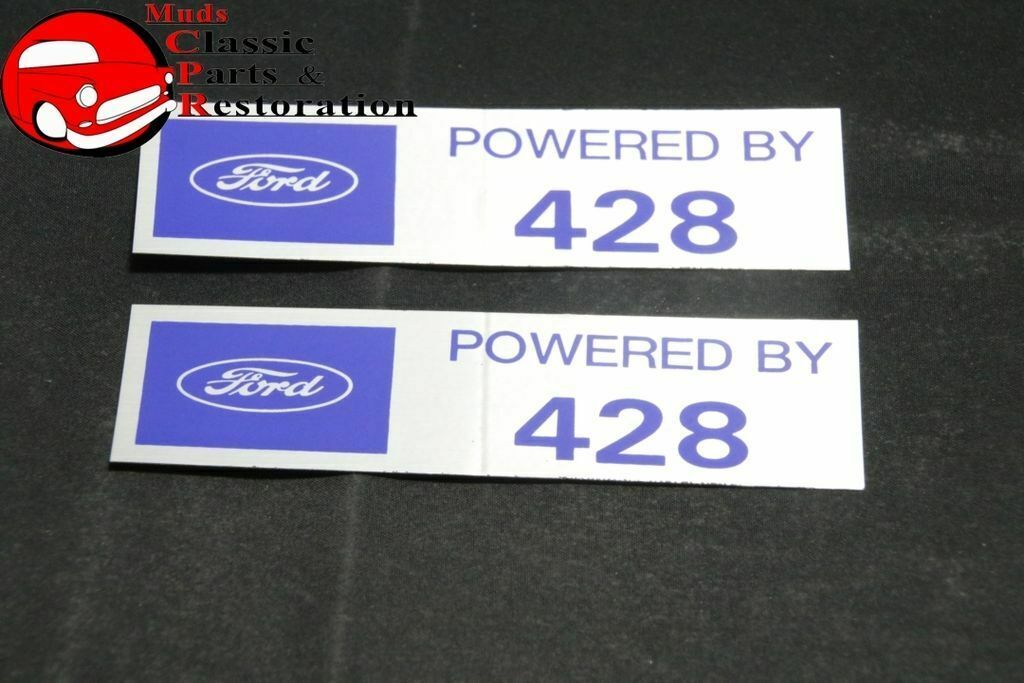 Muds
Classic
Parts &
Restoration
Ford
POWERED BY
428
Ford
POWERED BY
428